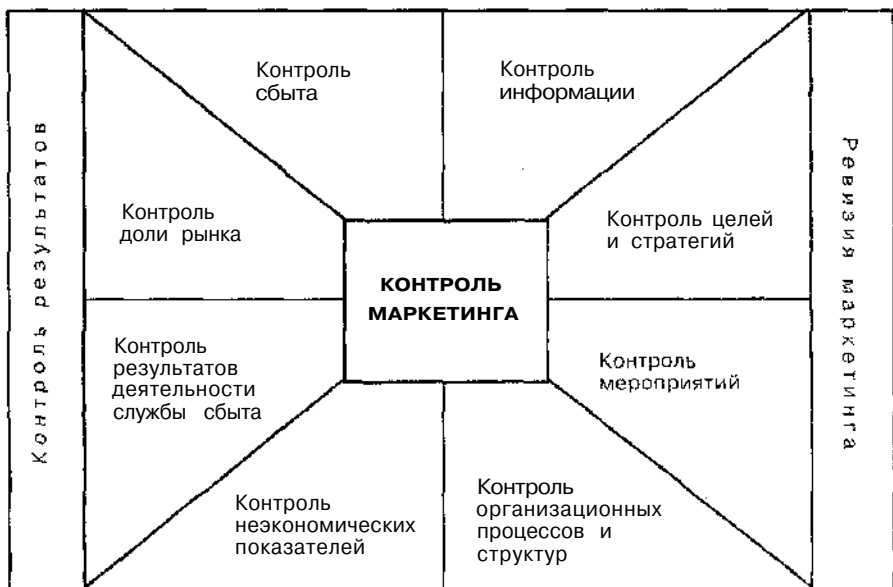 Контроль результатов
Контроль
сбыта
Контроль
информации
Контроль
доли рынка
Контроль целей
и стратегий
КОНТРОЛЬ
МАРКЕТИНГА
Контроль
результатов
деятельности
службы сбыта
Контроль
мероприятий
Контроль
неэкономических
показателей
Контроль
организационных
процессов и
структур
Ревизия маркетинга